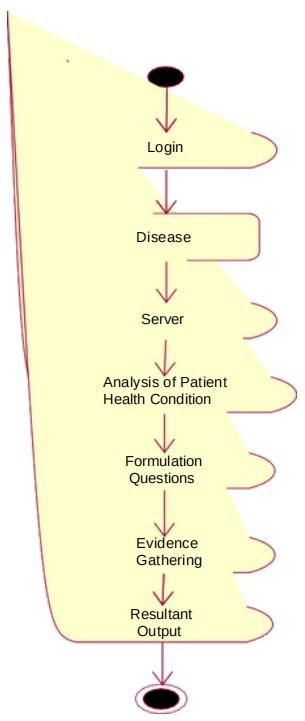 Login
Disease
Server
Analysis of Patient
Health Condition
Formulation
Questions
Evidence
Gathering
Resultant
Output